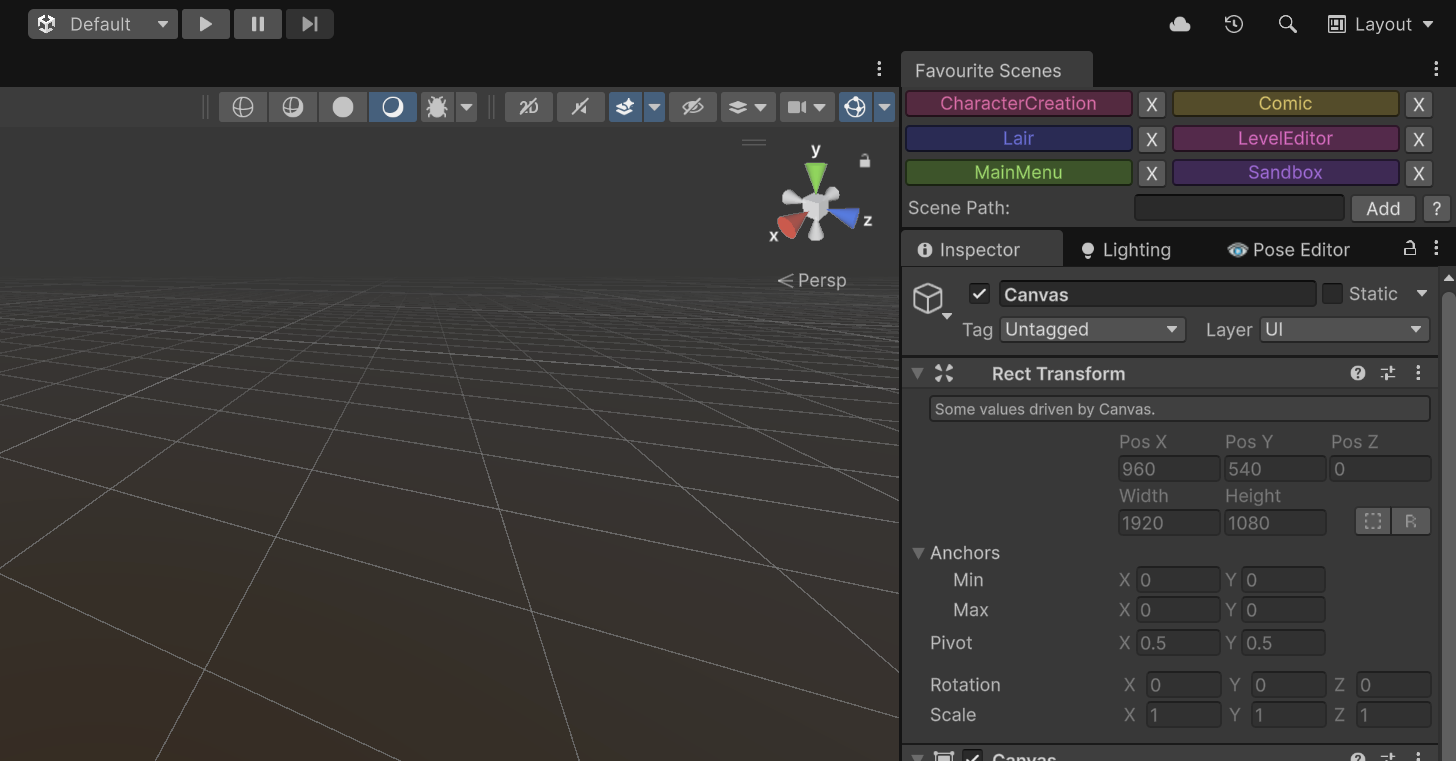 Default
Layout
Favourite Scenes
CharacterCreation X Comic X
Lair X LevelEditor X
MainMenu X Sandbox X
Scene Path: Add ?
2D
y
x
z
Persp
Inspector Lighting Pose Editor
Canvas Static
Tag Untagged Layer UI
Rect Transform
Some values driven by Canvas.
Pos X Pos Y Pos Z
960 540 0
Width Height
1920 1080 R
Anchors
Min X 0 Y 0
Max X 0 Y 0
Pivot X 0.5 Y 0.5
Rotation X 0 Y 0 Z 0
Scale X 1 Y 1 Z 1
Canvas